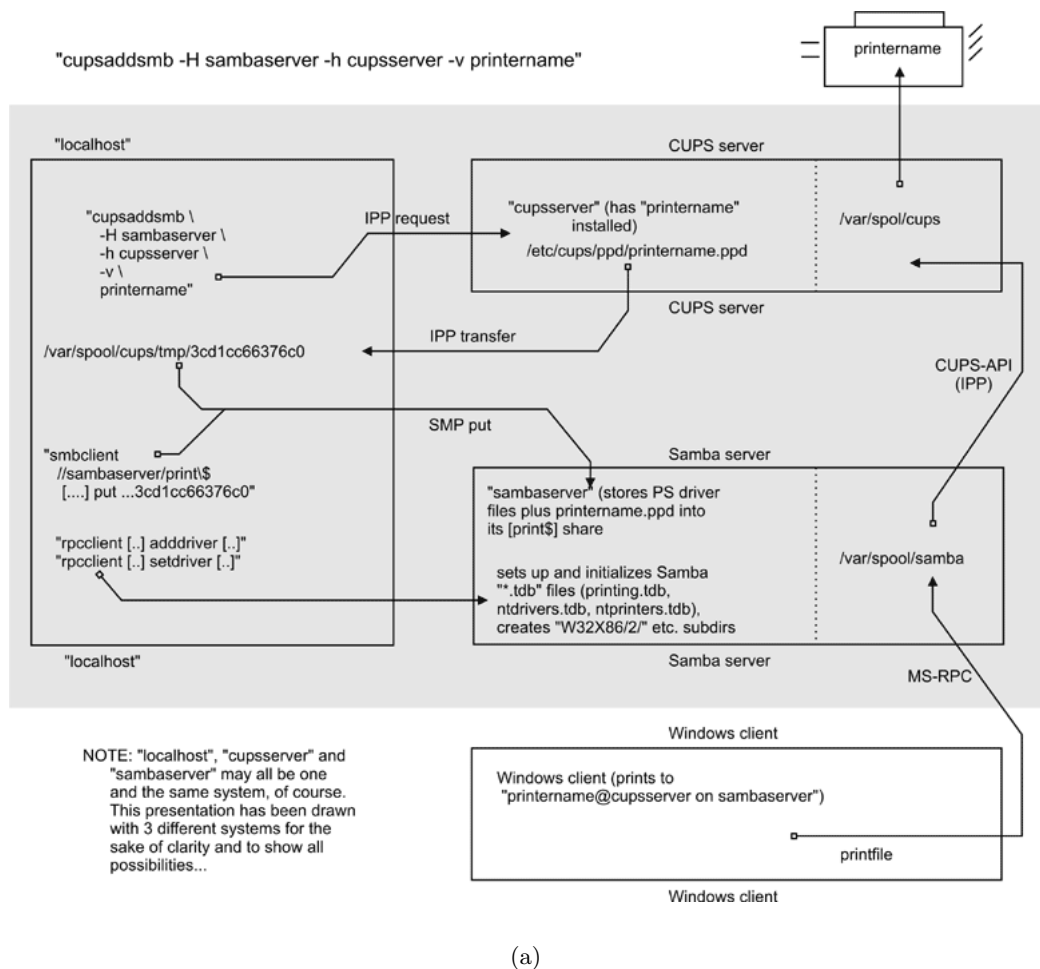 "cupsaddsmb -H sambaserver -h cupsserver -v printername"
printername
"localhost"
"cupsaddsmb \
-H sambaserver \
-h cupsserver \
-v \
printername"
IPP request
CUPS server
"cupsserver" (has "printername"
installed)
/etc/cups/ppd/printername.ppd
/var/spol/cups
CUPS server
IPP transfer
/var/spool/cups/tmp/3cd1cc66376c0
CUPS-API
(IPP)
SMP put
"smbclient
//sambaserver/print\$
[....] put ...3cd1cc66376c0"
"rpcclient [..] adddriver [..]"
"rpcclient [..] setdriver [..]"
"localhost"
Samba server
"sambaserver" (stores PS driver
files plus printername.ppd into
its [print$] share
sets up and initializes Samba
"*.tdb" files (printing.tdb,
ntdrivers.tdb, ntprinters.tdb),
creates "W32X86/2/" etc. subdirs
/var/spool/samba
Samba server
MS-RPC
NOTE: "localhost", "cupsserver" and
"sambaserver" may all be one
and the same system, of course.
This presentation has been drawn
with 3 different systems for the
sake of clarity and to show all
possibilities...
Windows client
Windows client (prints to
"printername@cupsserver on sambaserver")
printfile
Windows client
(a)